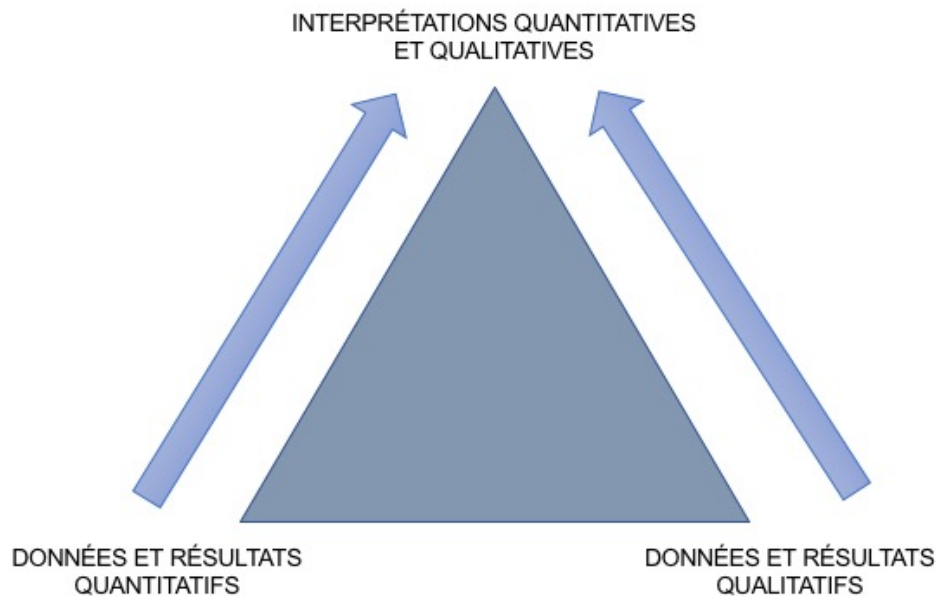 INTERPRÉTATIONS QUANTITATIVES
ET QUALITATIVES
DONNÉES ET RÉSULTATS
QUANTITATIFS
DONNÉES ET RÉSULTATS
QUALITATIFS